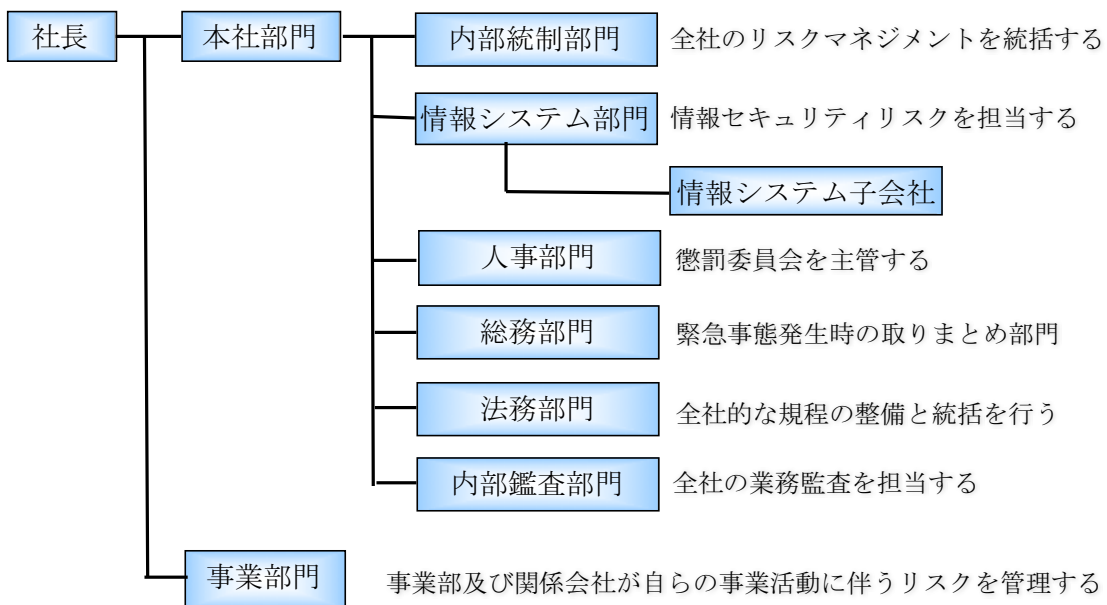 社長
本社部門
内部統制部門 全社のリスクマネジメントを統括する
情報システム部門 情報セキュリティリスクを担当する
情報システム子会社
人事部門 懲罰委員会を主管する
総務部門 緊急事態発生時の取りまとめ部門
法務部門 全社的な規程の整備と統括を行う
内部鑑査部門 全社の業務監査を担当する
事業部門 事業部及び関係会社が自らの事業活動に伴うリスクを管理する